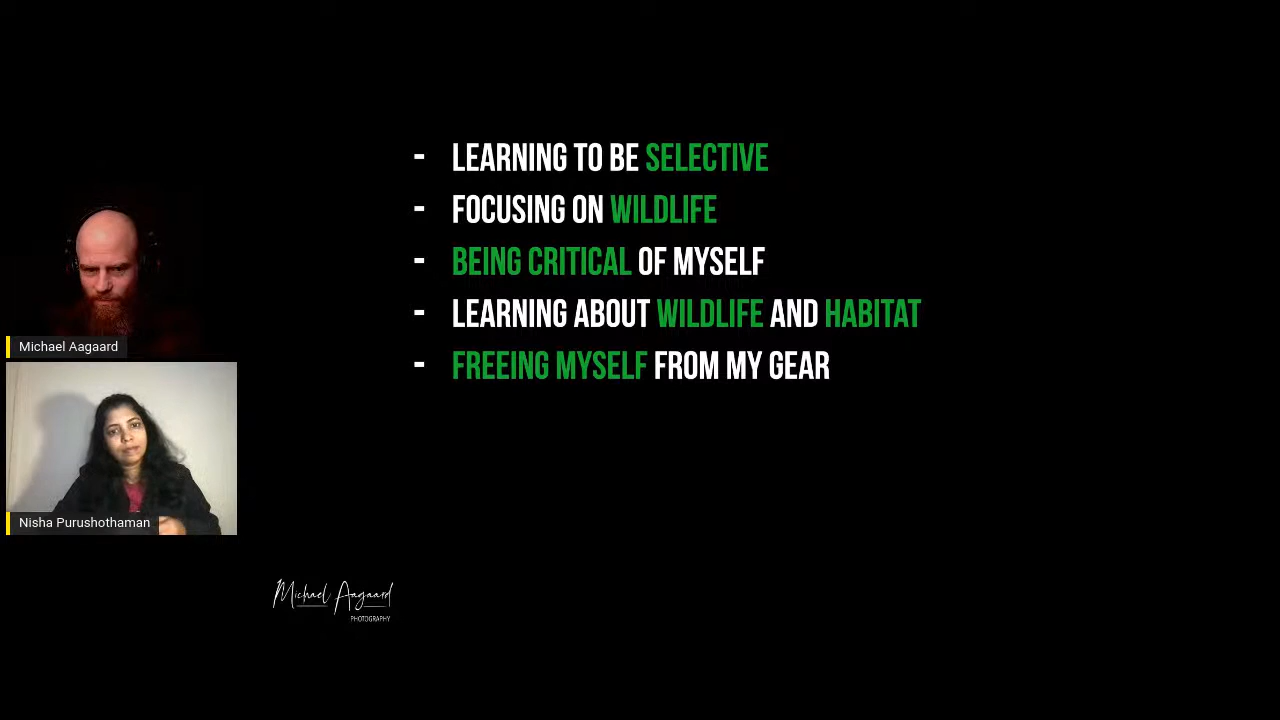 - LEARNING TO BE SELECTIVE
- FOCUSING ON WILDLIFE
- BEING CRITICAL OF MYSELF
- LEARNING ABOUT WILDLIFE AND HABITAT
- FREEING MYSELF FROM MY GEAR
Michael Aagaard
Nisha Purushothaman
Michael Aagaard
PHOTOGRAPHY